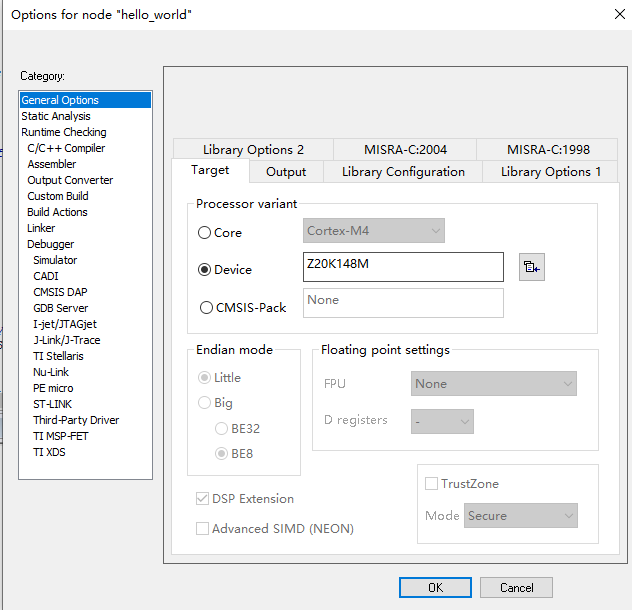 Options for node "hello_world"
Category:
General Options
Static Analysis
Runtime Checking
C/C++ Compiler
Assembler
Output Converter
Custom Build
Build Actions
Linker
Debugger
Simulator
CADI
CMSIS DAP
GDB Server
I-jet/JTAGjet
J-Link/J-Trace
TI Stellaris
Nu-Link
PE micro
ST-LINK
Third-Party Driver
TI MSP-FET
TI XDS
Library Options 2 MISRA-C:2004 MISRA-C:1998
Target Output Library Configuration Library Options 1
Processor variant
Core Cortex-M4
Device Z20K148M
CMSIS-Pack None
Endian mode
Little
Big
BE32
BE8
Floating point settings
FPU None
D registers -
DSP Extension
Advanced SIMD (NEON)
TrustZone
Mode Secure
OK Cancel